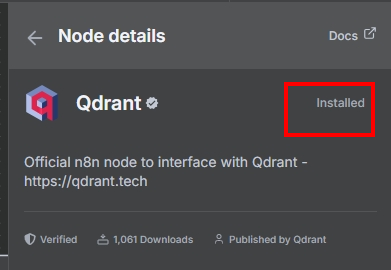 Node details
Docs
Qdrant
Installed
Official n8n node to interface with Qdrant -
https://qdrant.tech
Verified
1,061 Downloads
Published by Qdrant